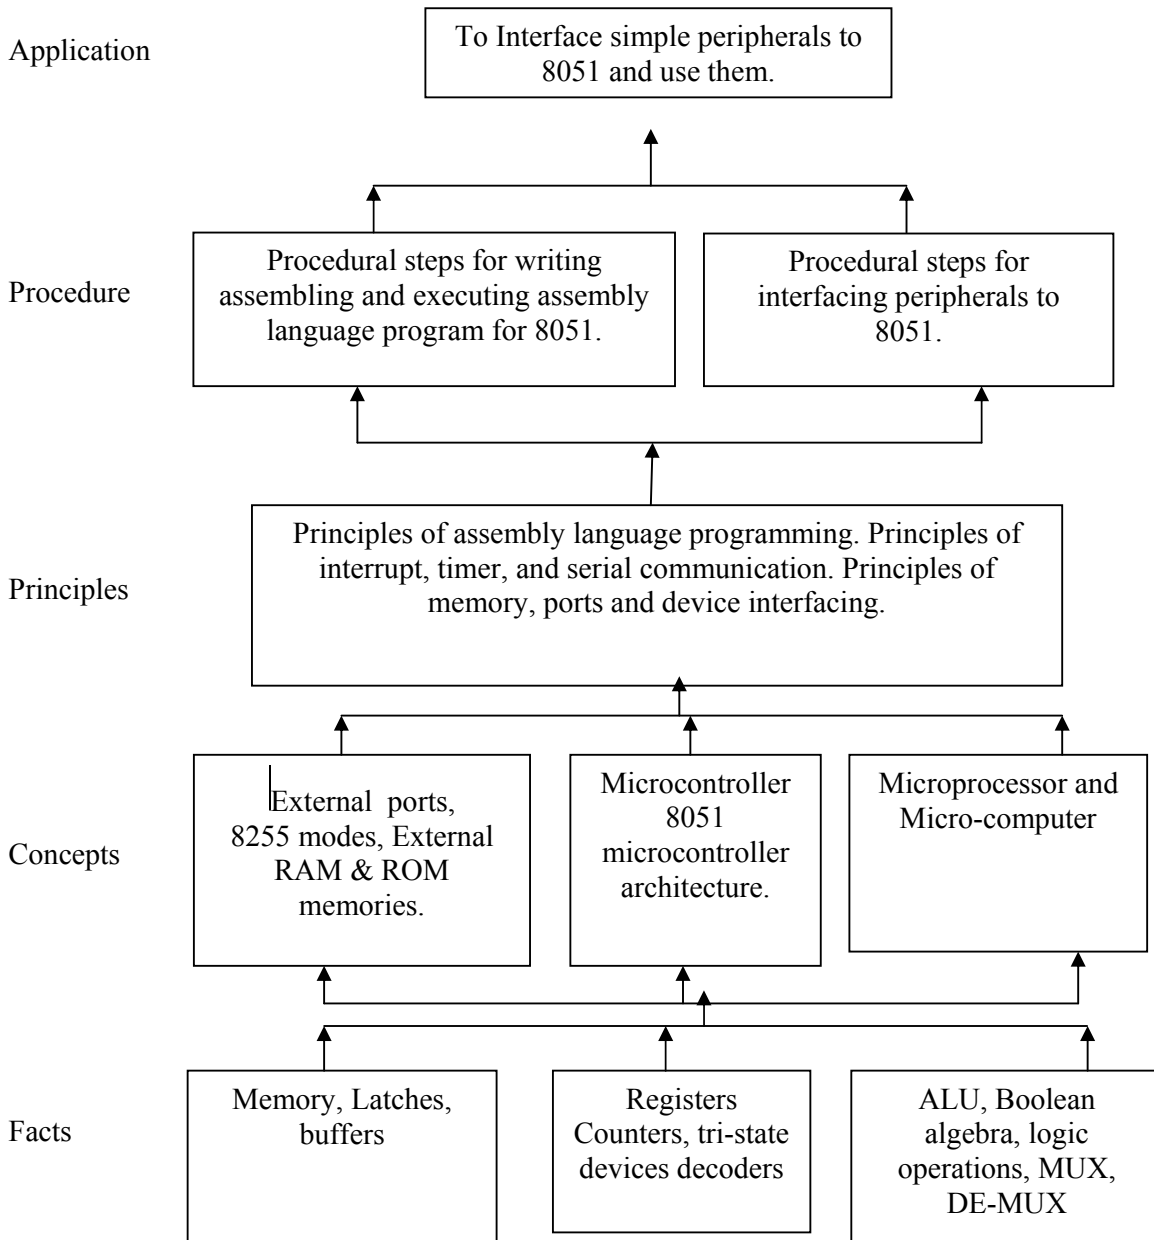 Application
To Interface simple peripherals to
8051 and use them.
Procedure
Procedural steps for writing
assembling and executing assembly
language program for 8051.
Procedural steps for
interfacing peripherals to
8051.
Principles
Principles of assembly language programming. Principles of
interrupt, timer, and serial communication. Principles of
memory, ports and device interfacing.
Concepts
External ports,
8255 modes, External
RAM & ROM
memories.
Microcontroller
8051
microcontroller
architecture.
Microprocessor and
Micro-computer
Facts
Memory, Latches,
buffers
Registers
Counters, tri-state
devices decoders
ALU, Boolean
algebra, logic
operations, MUX,
DE-MUX